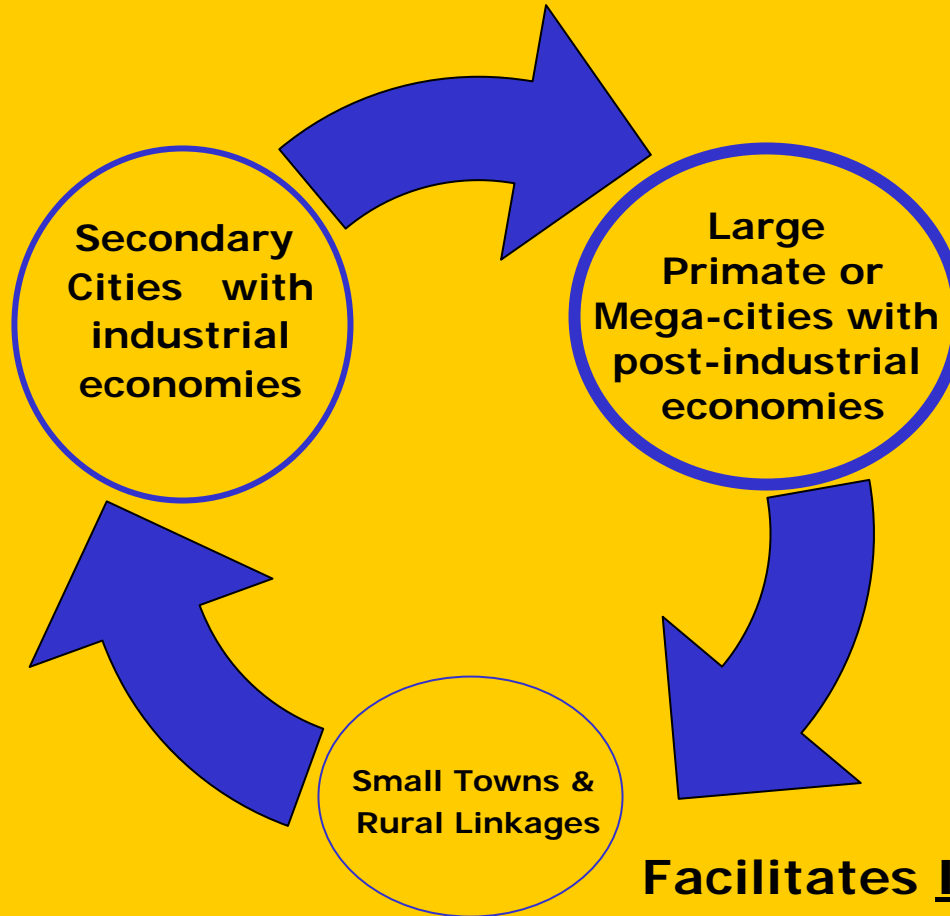 Secondary
Cities with
industrial
economies
Large
Primate or
Mega-cities with
post-industrial
economies
Small Towns &
Rural Linkages
Facilitates